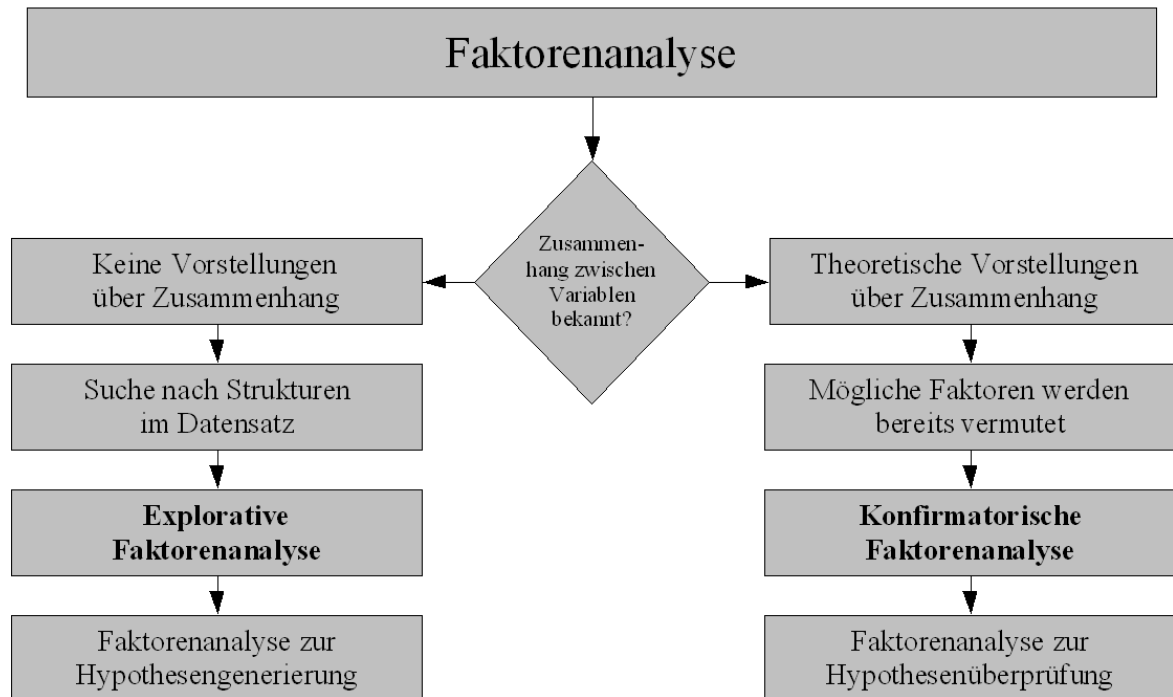 Faktorenanalyse
Zusammen-
hang zwischen
Variablen
bekannt?
Keine Vorstellungen
über Zusammenhang
Suche nach Strukturen
im Datensatz
Explorative
Faktorenanalyse
Faktorenanalyse zur
Hypothesengenerierung
Theoretische Vorstellungen
über Zusammenhang
Mögliche Faktoren werden
bereits vermutet
Konfirmatorische
Faktorenanalyse
Faktorenanalyse zur
Hypothesenüberprüfung